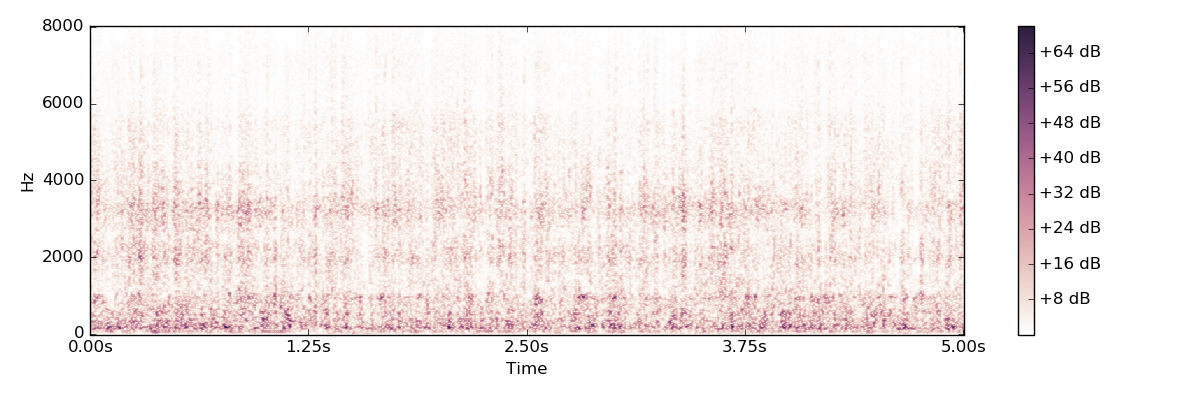 8000
6000
4000
2000
0
Hz
0.00s 1.25s 2.50s 3.75s 5.00s
Time
+64 dB
+56 dB
+48 dB
+40 dB
+32 dB
+24 dB
+16 dB
+8 dB